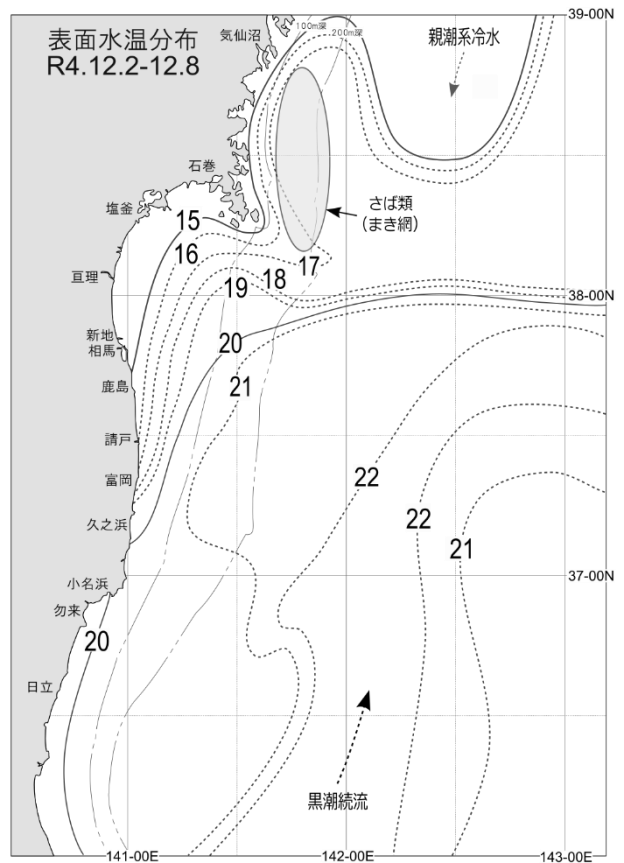 表面水温分布
R4.12.2-12.8
気仙沼
100m深
200m深
39-00N
親潮系冷水
石巻
塩釜
さば類
(まき網)
15
16
17
18
19
亘理
38-00N
新地
相馬
20
鹿島
21
請戸
富岡
22
22
久之浜
21
小名浜
37-00N
勿来
20
日立
黒潮続流
141-00E
142-00E
143-00E